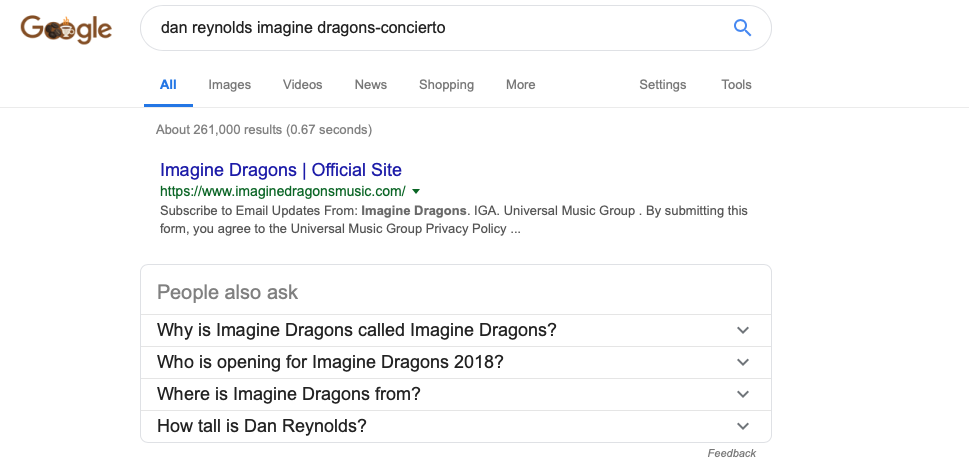 Google
dan reynolds imagine dragons-concierto
All Images Videos News Shopping More Settings Tools
About 261,000 results (0.67 seconds)
Imagine Dragons | Official Site
https://www.imaginedragonsmusic.com/
Subscribe to Email Updates From: Imagine Dragons. IGA. Universal Music Group . By submitting this
form, you agree to the Universal Music Group Privacy Policy ...
People also ask
Why is Imagine Dragons called Imagine Dragons?
Who is opening for Imagine Dragons 2018?
Where is Imagine Dragons from?
How tall is Dan Reynolds?
Feedback